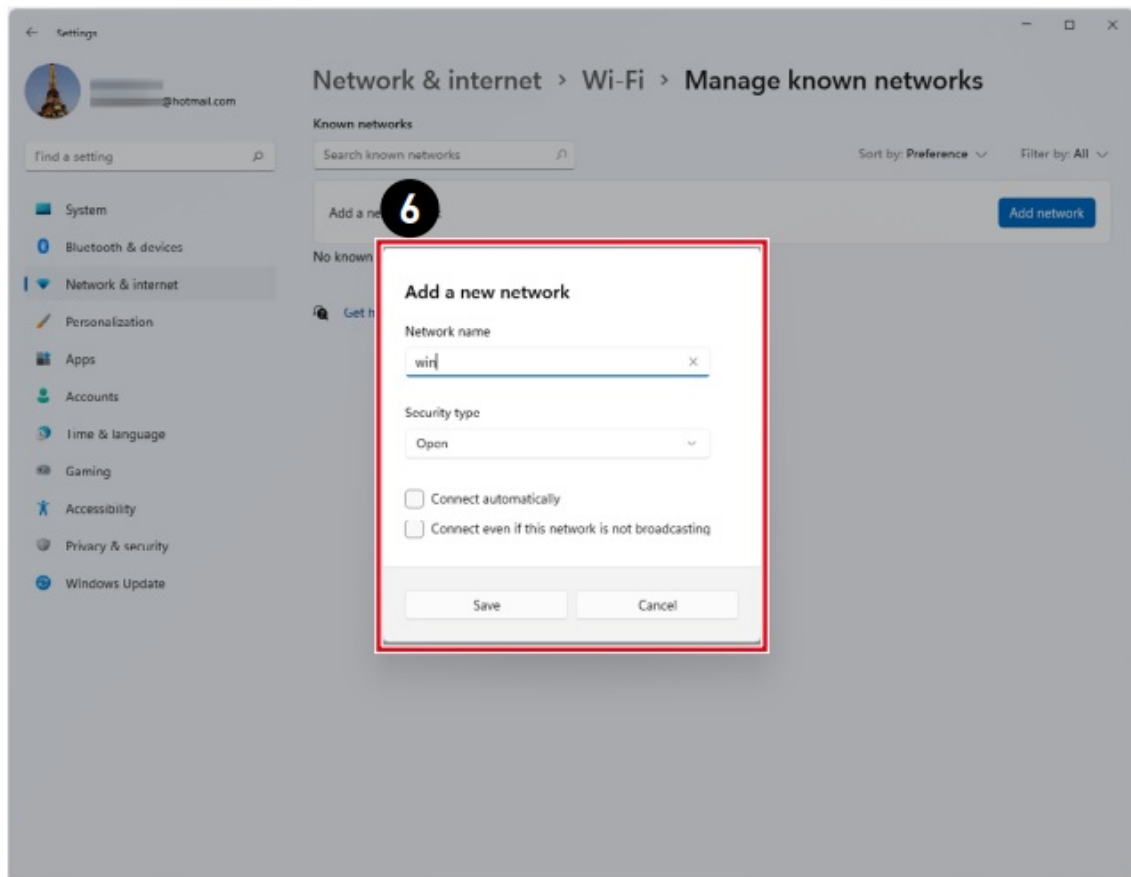 Settings
@hotmail.com
Find a setting
System
Bluetooth & devices
Network & internet
Personalization
Apps
Accounts
Time & language
Gaming
Accessibility
Privacy & security
Windows Update
Network & internet > Wi-Fi > Manage known networks
Known networks
Search known networks
Sort by: Preference
Filter by: All
Add a ne
6
Add network
No known
Get h
Add a new network
Network name
win
Security type
Open
Connect automatically
Connect even if this network is not broadcasting
Save
Cancel